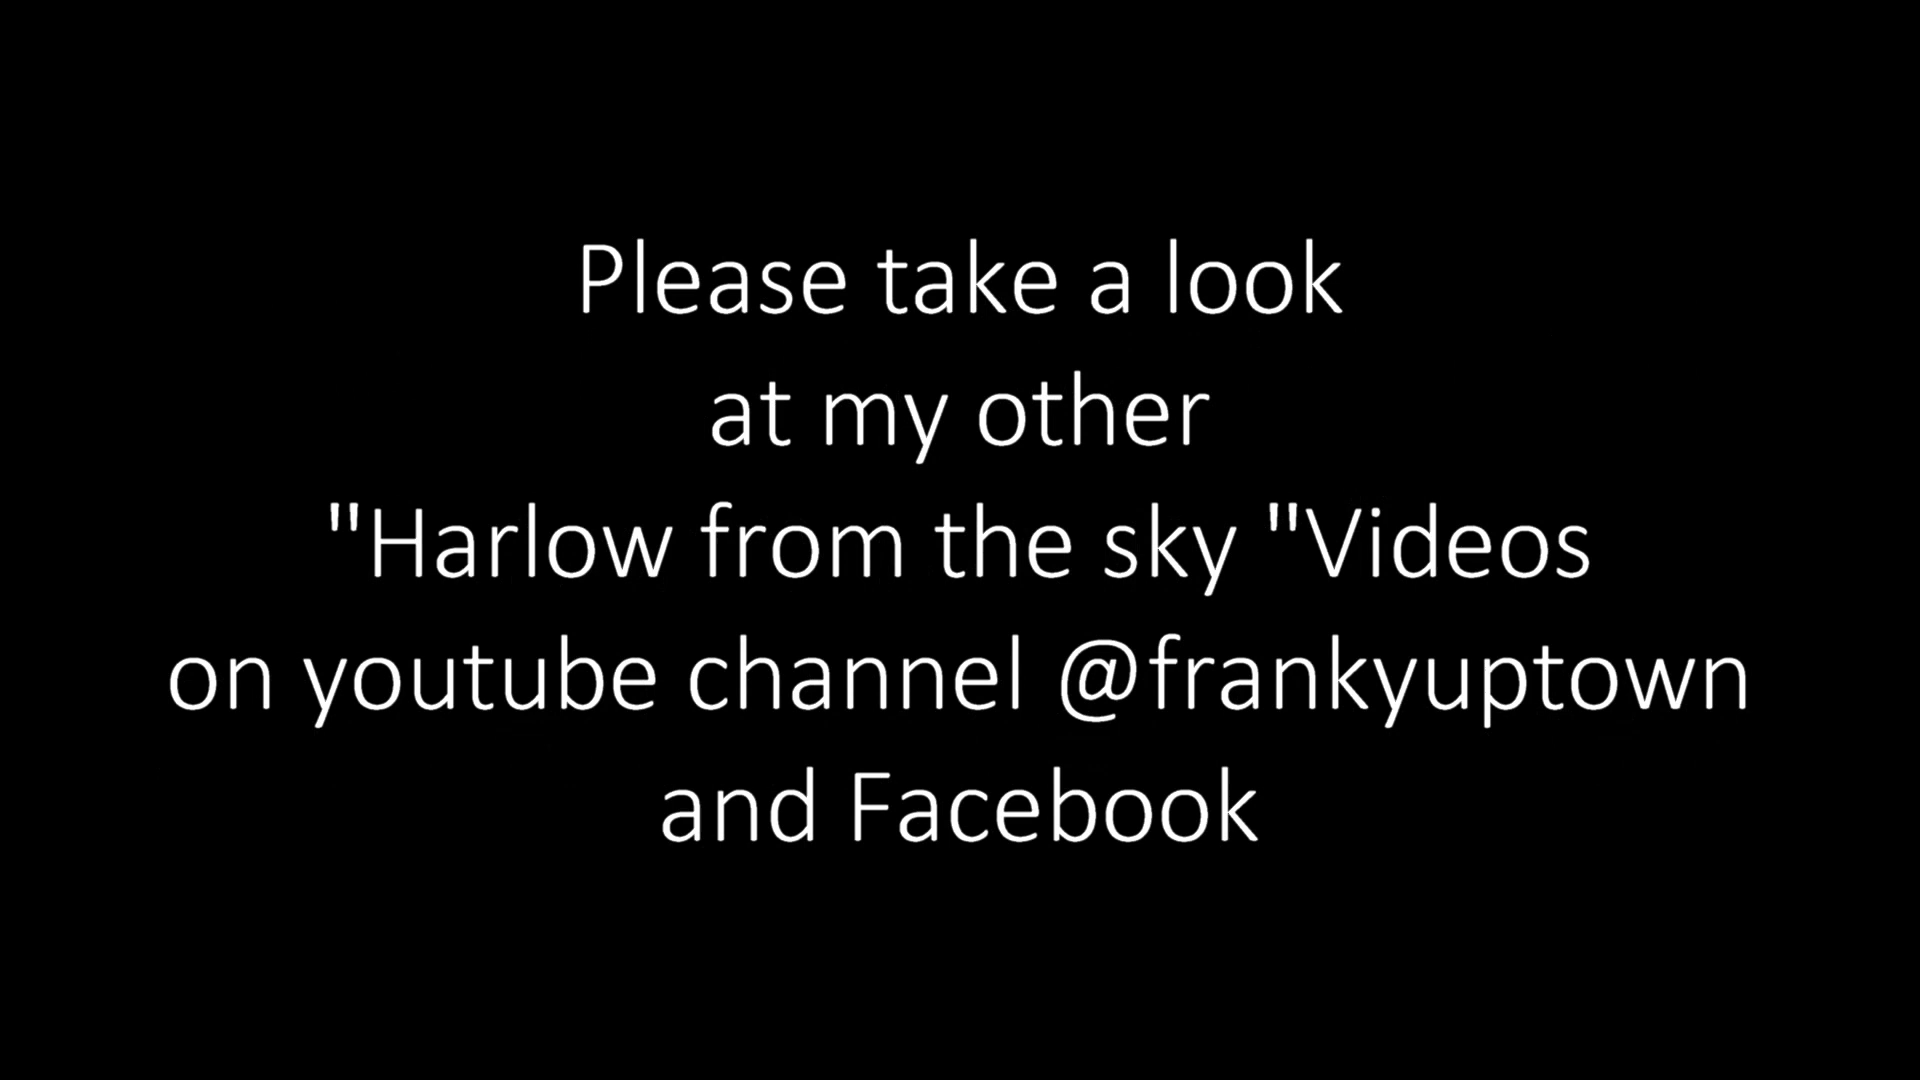 Please take a look
at my other
"Harlow from the sky "Videos
on youtube channel @frankyuptown
and Facebook